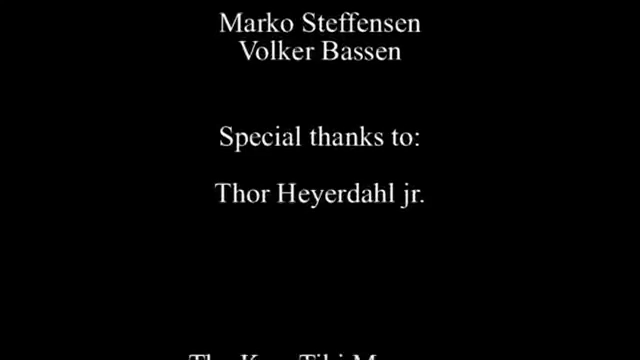 Marko Steffensen
Volker Bassen
Special thanks to:
Thor Heyerdahl jr.